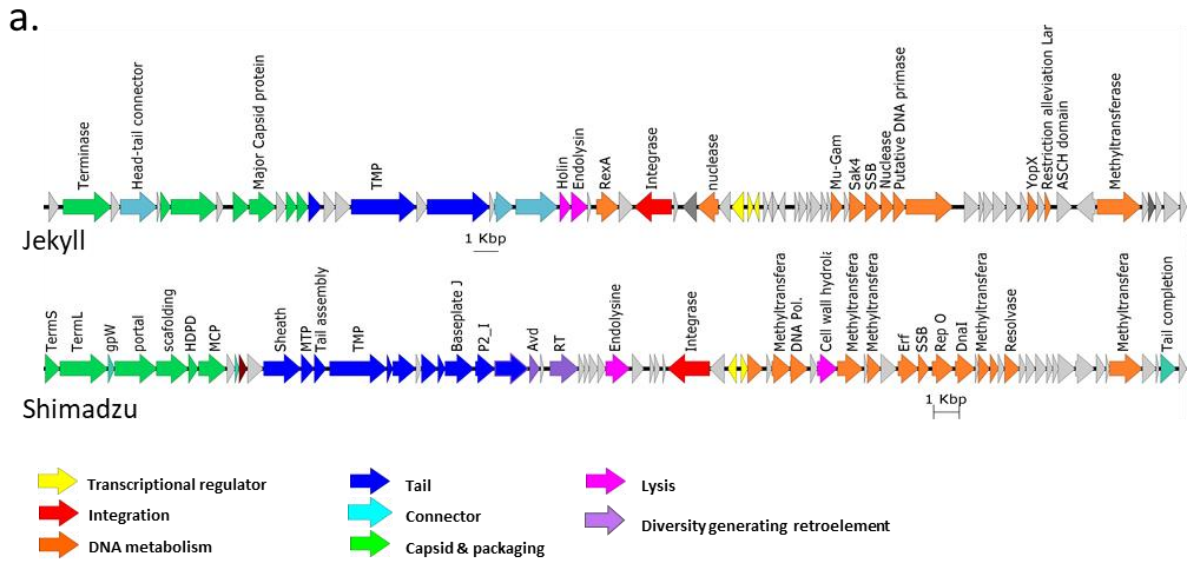 a.
Terminase
Head-tail connector
Major Capsid protein
TMP
Holin
Endolysin
RexA
Integrase
nuclease
Mu-Gam
Sak4
SSB
Nuclease
Putative DNA primase
YopX
Restriction alleviation Lar
ASCH domain
Methyltransferase
Jekyll
1 Kbp
TermS
TermL
gpW
portal
scafolding
HDPD
MCP
Sheath
MTP
Tail assembly
TMP
Baseplate J
P2_I
Avd
RT
Endolysine
Integrase
Methyltransfera
DNA Pol.
Cell wall hydrola
Methyltransfera
Methyltransfera
Erf
SSB
Rep O
DnaI
Methyltransfera
Resolvase
Methyltransfera
Tail completion
Shimadzu
1 Kbp
Transcriptional regulator
Integration
DNA metabolism
Tail
Connector
Capsid & packaging
Lysis
Diversity generating retroelement